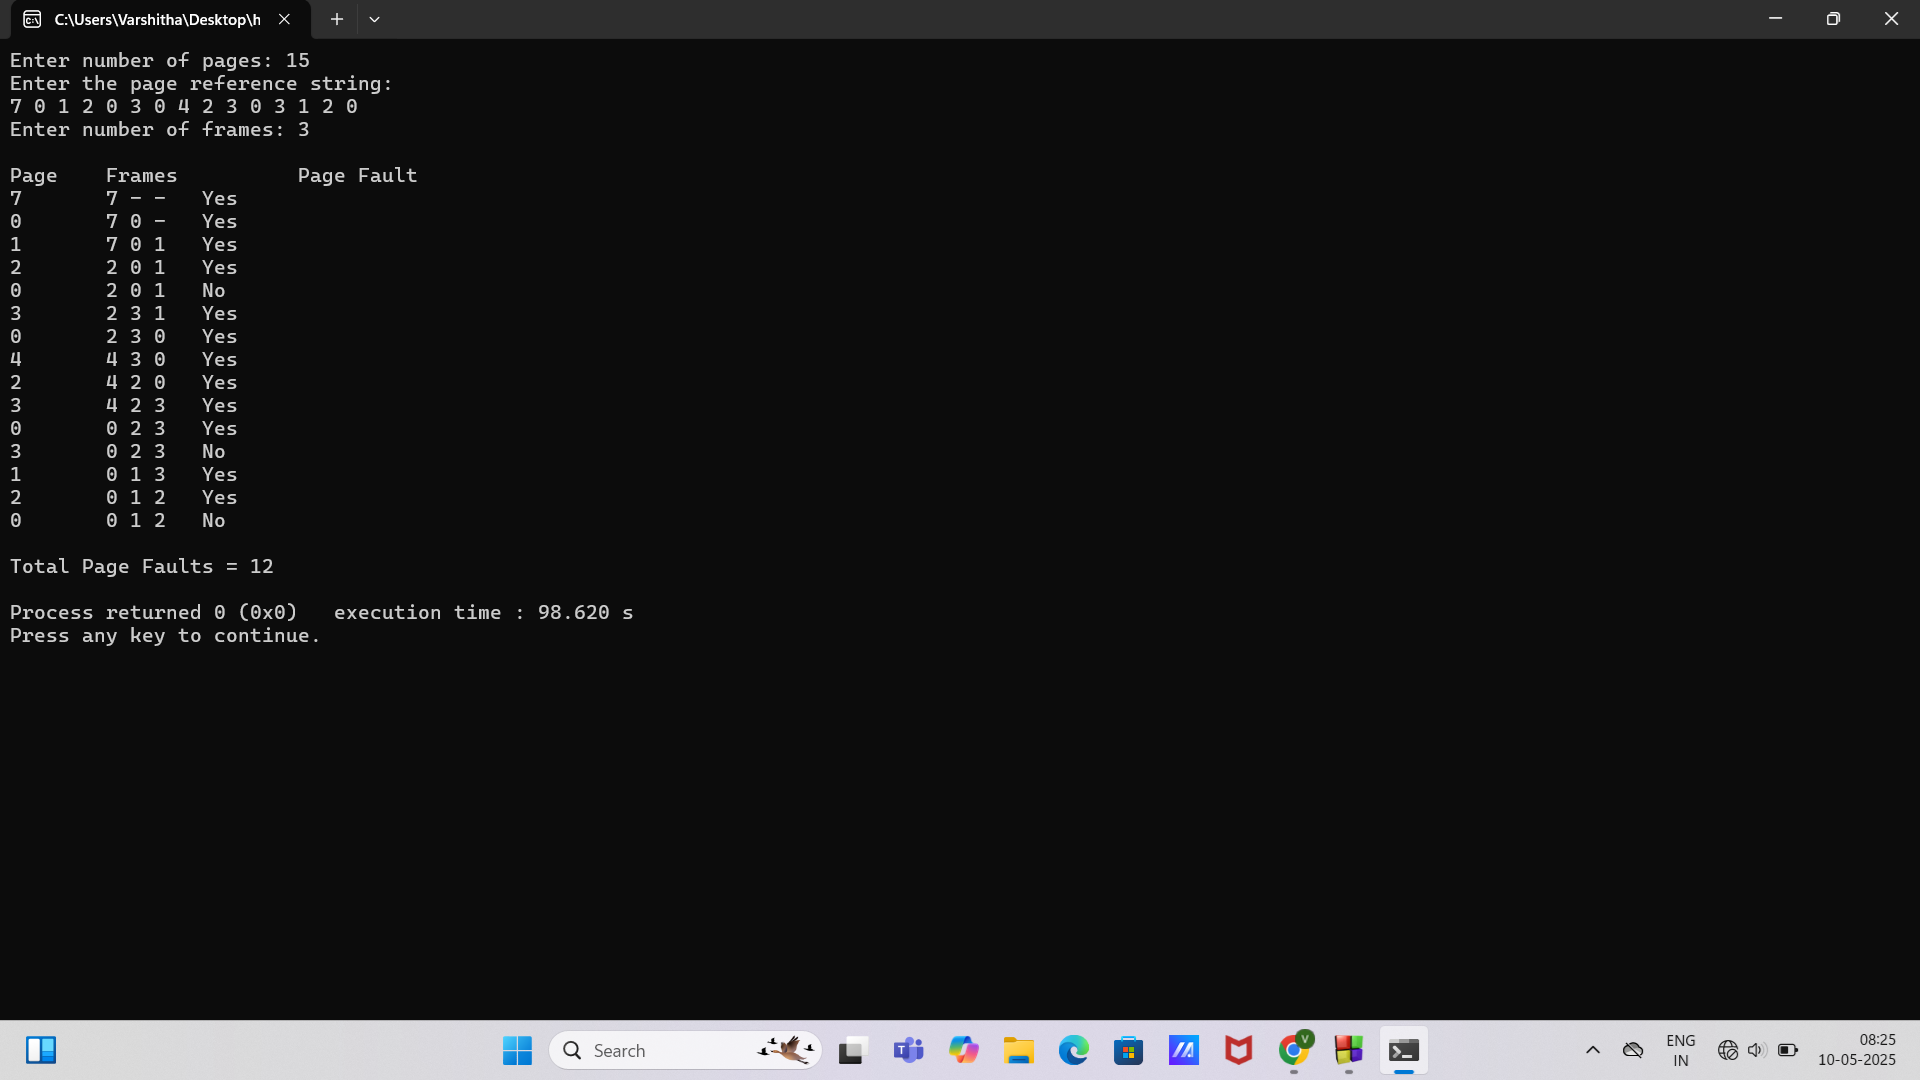 C:\Users\Varshitha\Desktop\h
Enter number of pages: 15
Enter the page reference string:
7 0 1 2 0 3 0 4 2 3 0 3 1 2 0
Enter number of frames: 3
Page Frames Page Fault
7 7 - - Yes
0 7 0 - Yes
1 7 0 1 Yes
2 2 0 1 Yes
0 2 0 1 No
3 2 3 1 Yes
0 2 3 0 Yes
4 4 3 0 Yes
2 4 2 0 Yes
3 4 2 3 Yes
0 0 2 3 Yes
3 0 2 3 No
1 0 1 3 Yes
2 0 1 2 Yes
0 0 1 2 No
Total Page Faults = 12
Process returned 0 (0x0) execution time : 98.620 s
Press any key to continue.
Search
V
ENG
IN
08:25
10-05-2025